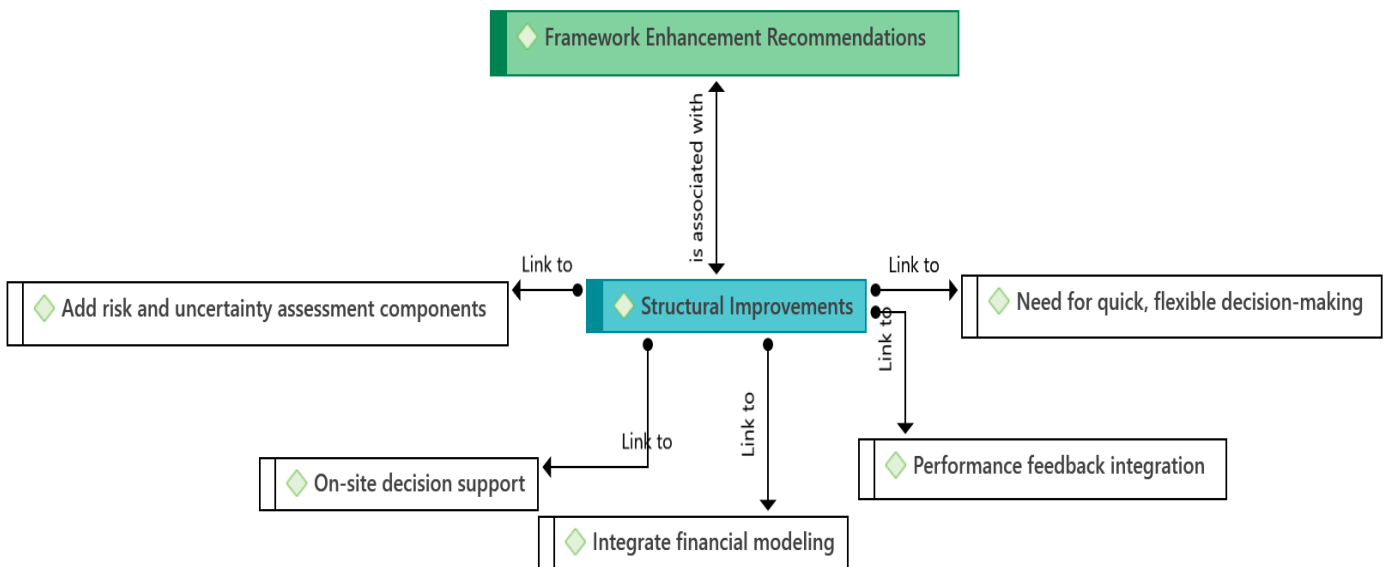 Framework Enhancement Recommendations
is associated with
Link to
Link to
Add risk and uncertainty assessment components
Structural Improvements
Need for quick, flexible decision-making
Link to
Link to
Link to
On-site decision support
Performance feedback integration
Integrate financial modeling